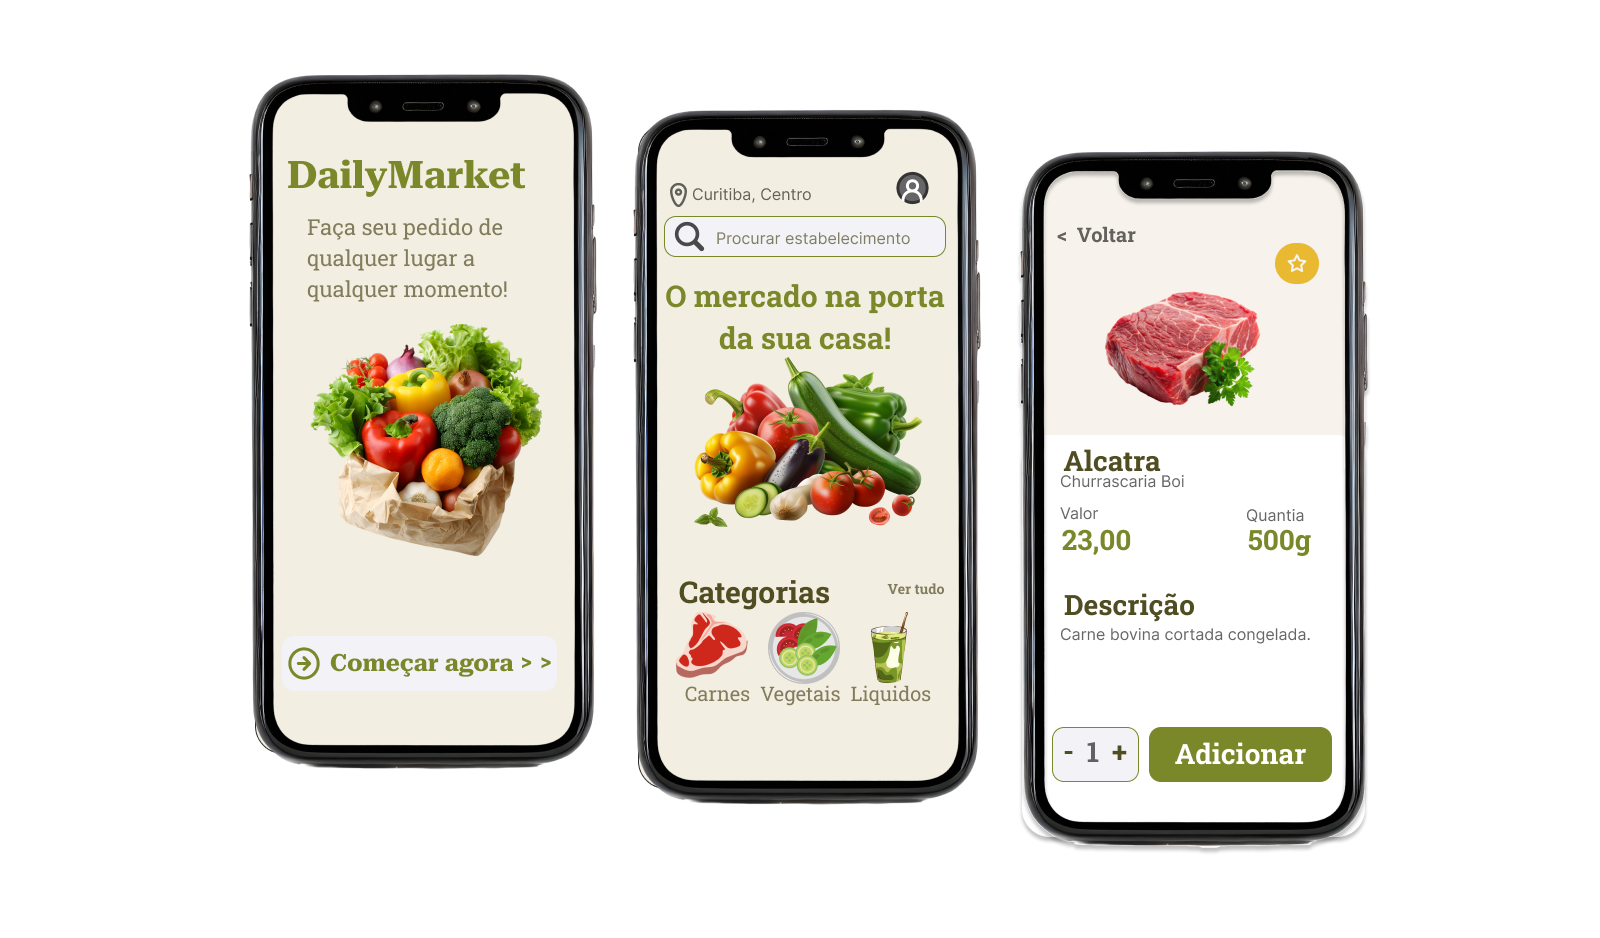 DailyMarket
Faça seu pedido de
qualquer lugar a
qualquer momento!
Começar agora > >
Curitiba, Centro
Procurar estabelecimento
O mercado na porta
da sua casa!
Categorias
Ver tudo
Carnes Vegetais Liquidos
< Voltar
Alcatra
Churrascaria Boi
Valor
Quantia
23,00
500g
Descrição
Carne bovina cortada congelada.
- 1 +
Adicionar